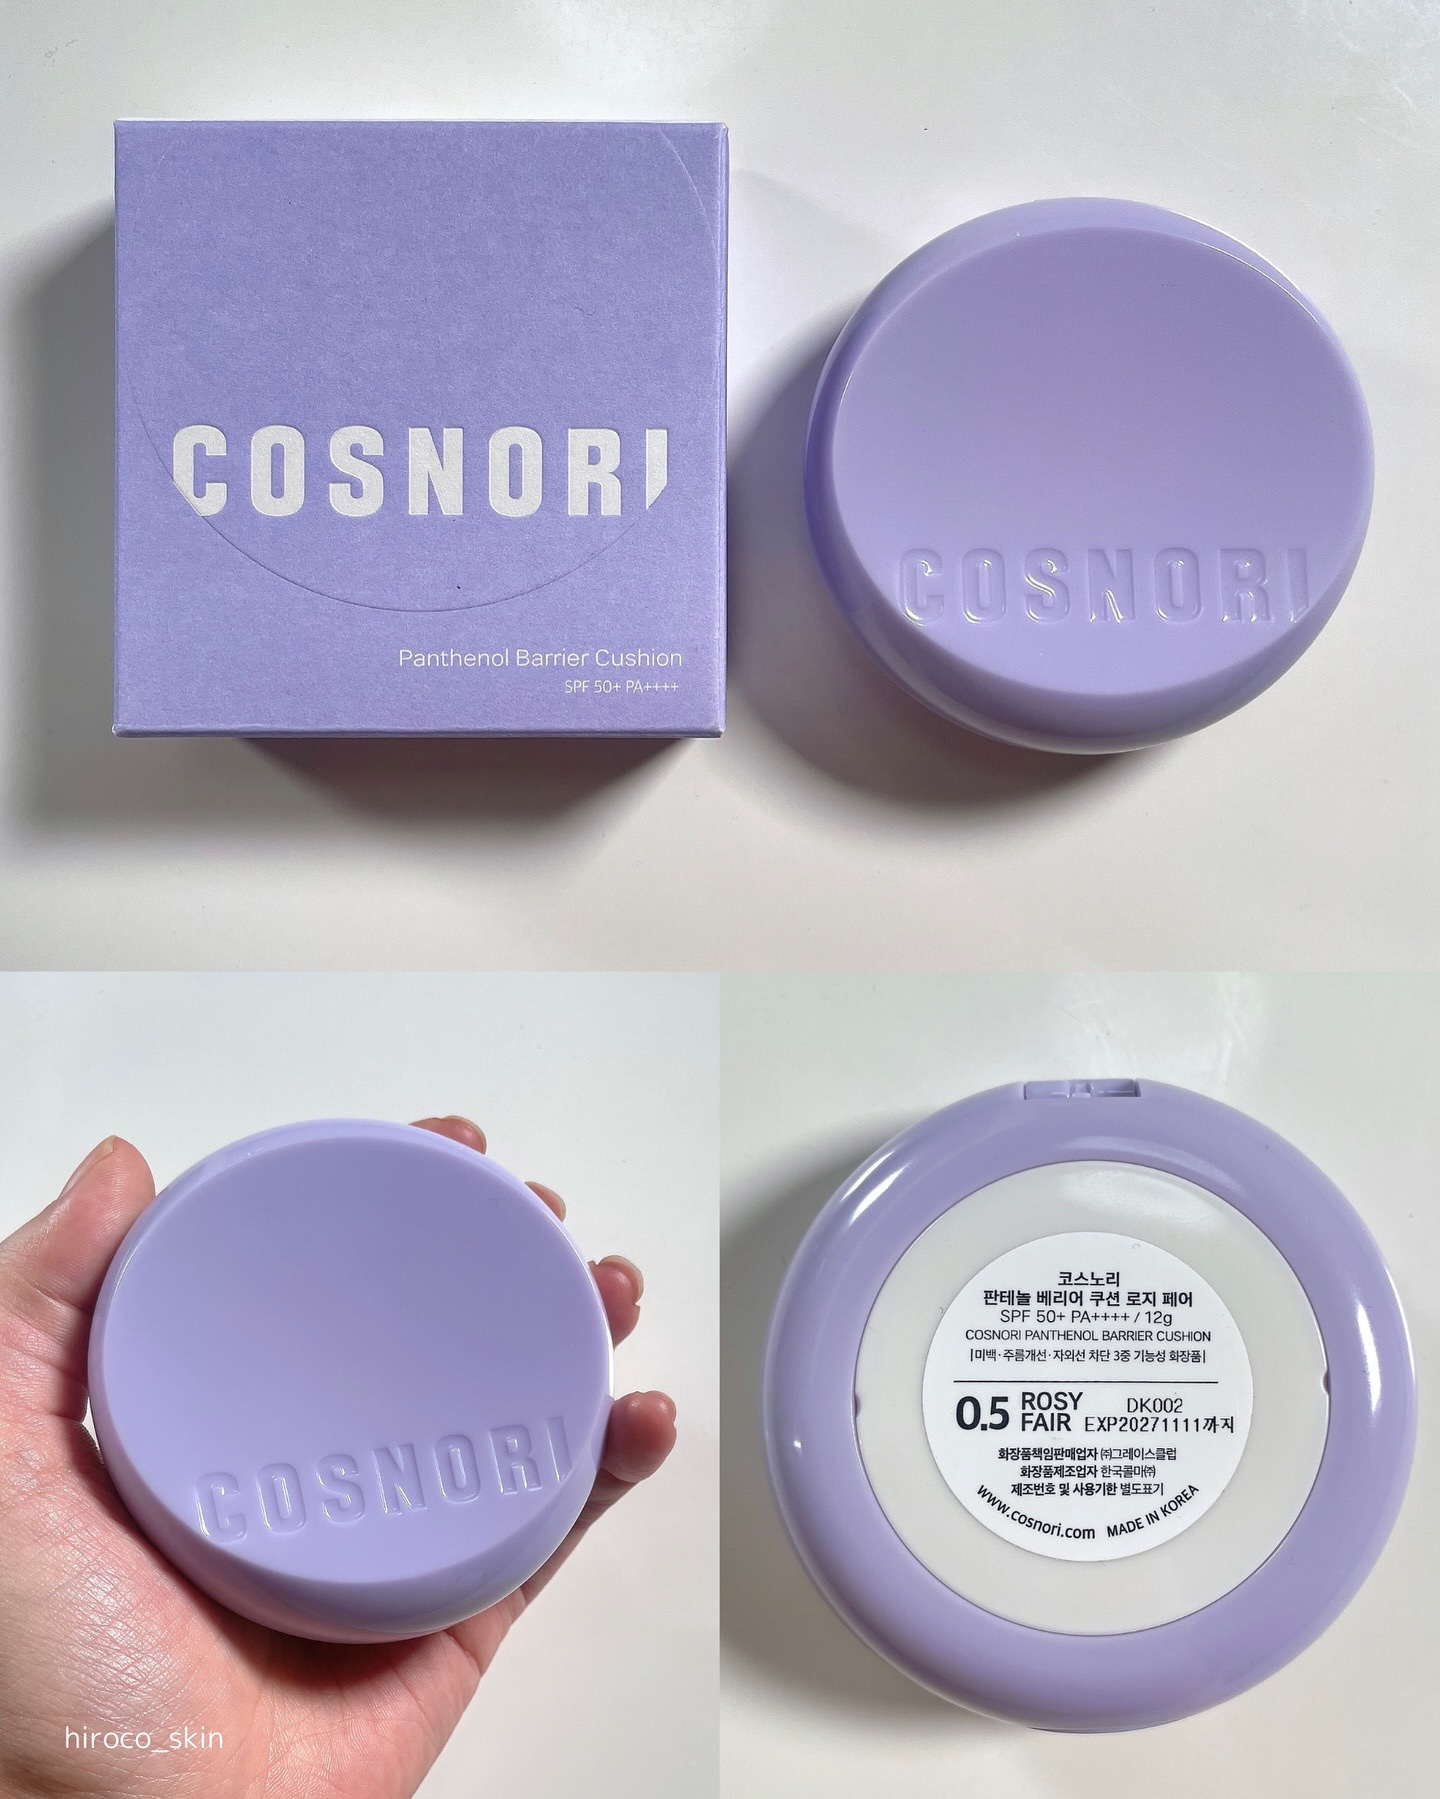 COSNORI
Panthenol Barrier Cushion
SPF 50+ PA++++
COSNORI
COSNORI
hiroco_skin
코스노리
판테놀 베리어 쿠션 로지 페어
SPF 50+ PA++++ / 12g
COSNORI PANTHENOL BARRIER CUSHION
|미백·주름개선·자외선 차단 3중 기능성 화장품|
0.5 ROSY FAIR
DK002
EXP20271111까지
화장품책임판매업자 ㈜그레이스클럽
화장품제조업자 한국콜마㈜
제조번호 및 사용기한 별도표기
www.cosnori.com MADE IN KOREA